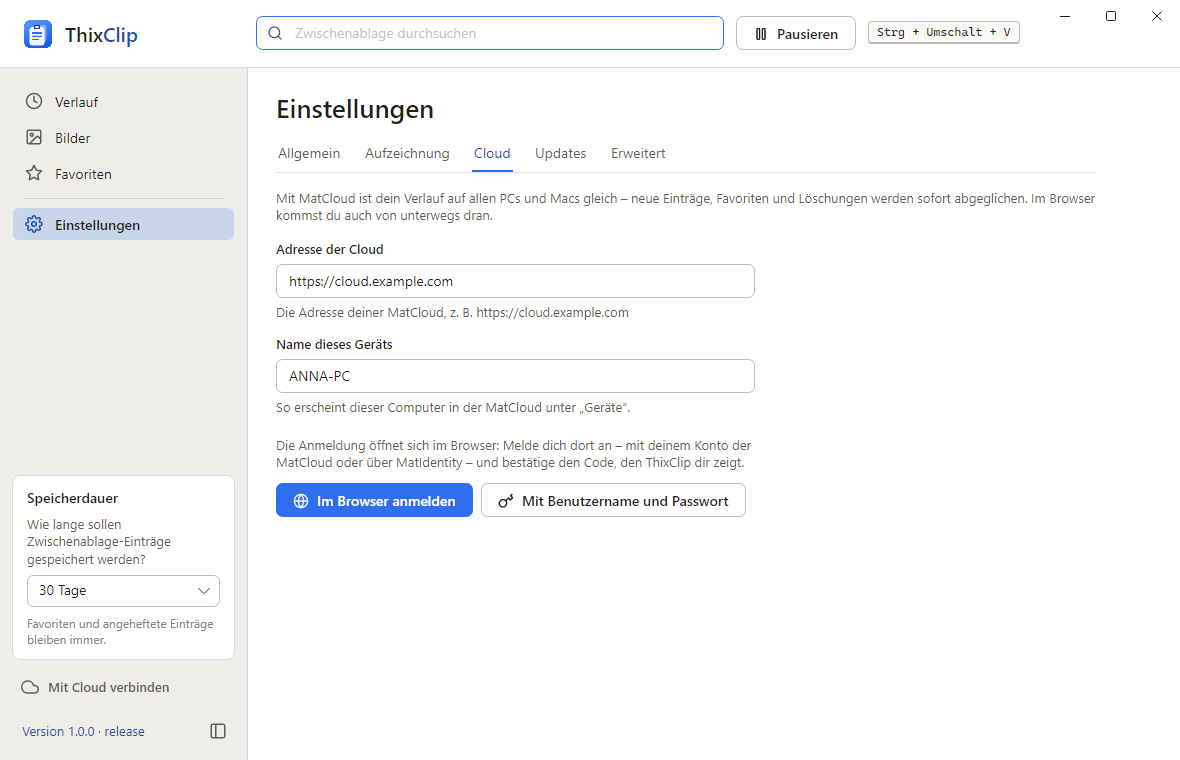 ThixClip
Zwischenablage durchsuchen
Pausieren
Strg + Umschalt + V
Verlauf
Bilder
Favoriten
Einstellungen
Speicherdauer
Wie lange sollen
Zwischenablage-Einträge
gespeichert werden?
30 Tage
Favoriten und angeheftete Einträge
bleiben immer.
Mit Cloud verbinden
Version 1.0.0 · release
Einstellungen
Allgemein
Aufzeichnung
Cloud
Updates
Erweitert
Mit MatCloud ist dein Verlauf auf allen PCs und Macs gleich – neue Einträge, Favoriten und Löschungen werden sofort abgeglichen. Im Browser
kommst du auch von unterwegs dran.
Adresse der Cloud
https://cloud.example.com
Die Adresse deiner MatCloud, z. B. https://cloud.example.com
Name dieses Geräts
ANNA-PC
So erscheint dieser Computer in der MatCloud unter „Geräte“.
Die Anmeldung öffnet sich im Browser: Melde dich dort an – mit deinem Konto der
MatCloud oder über MatIdentity – und bestätige den Code, den ThixClip dir zeigt.
Im Browser anmelden
Mit Benutzername und Passwort